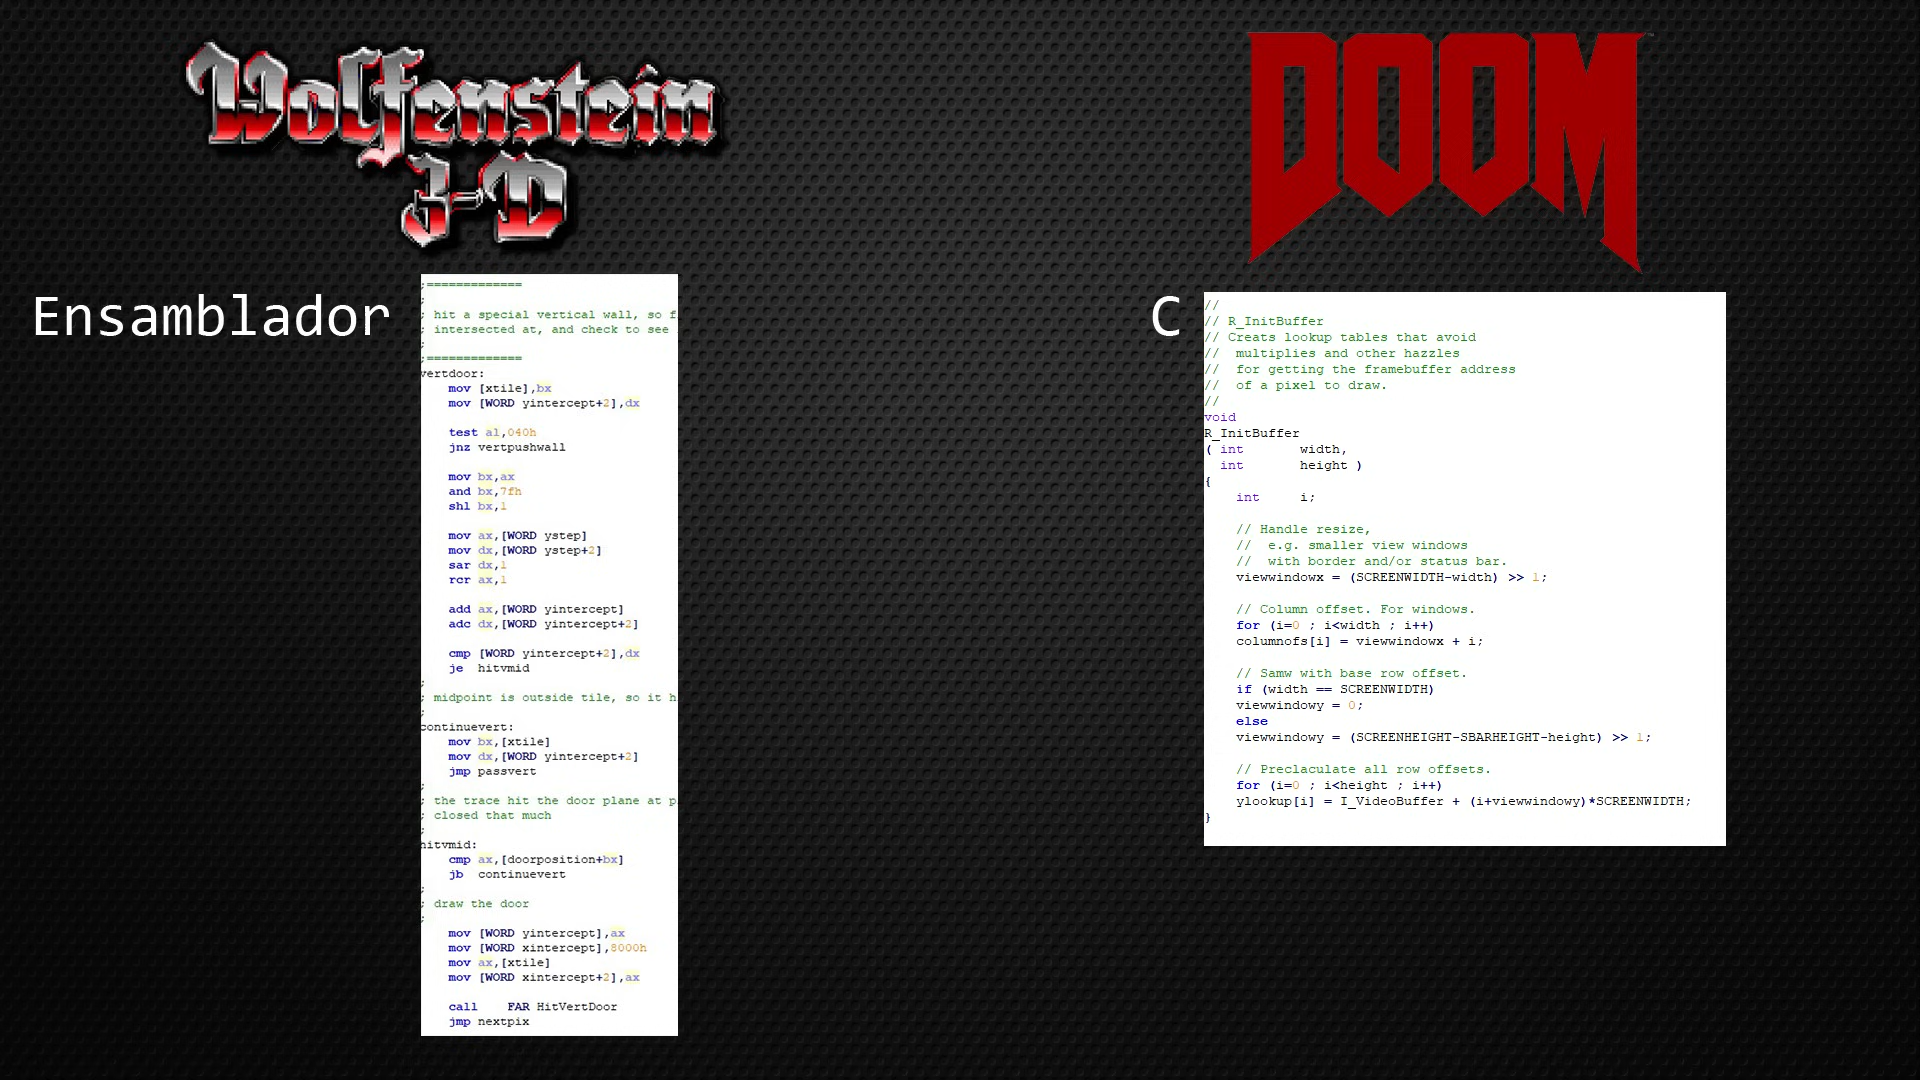 Wolfenstein
3-D
Ensamblador
;=============
;
; hit a special vertical wall, so f
; intersected at, and check to see
;
;=============
vertdoor:
mov [xtile],bx
mov [WORD yintercept+2],dx
test al,040h
jnz vertpushwall
mov bx,ax
and bx,7fh
shl bx,1
mov ax,[WORD ystep]
mov dx,[WORD ystep+2]
sar dx,1
rcr ax,1
add ax,[WORD yintercept]
adc dx,[WORD yintercept+2]
cmp [WORD yintercept+2],dx
je hitvmid
;
; midpoint is outside tile, so it h
;
continuevert:
mov bx,[xtile]
mov dx,[WORD yintercept+2]
jmp passvert
;
; the trace hit the door plane at p
; closed that much
;
hitvmid:
cmp ax,[doorposition+bx]
jb continuevert
;
; draw the door
;
mov [WORD yintercept],ax
mov [WORD xintercept],8000h
mov ax,[xtile]
mov [WORD xintercept+2],ax
call FAR HitVertDoor
jmp nextpix
DOOM
C
//
// R_InitBuffer
// Creats lookup tables that avoid
// multiplies and other hazzles
// for getting the framebuffer address
// of a pixel to draw.
//
void
R_InitBuffer
( int width,
int height )
{
int i;
// Handle resize,
// e.g. smaller view windows
// with border and/or status bar.
viewwindowx = (SCREENWIDTH-width) >> 1;
// Column offset. For windows.
for (i=0 ; i<width ; i++)
columnofs[i] = viewwindowx + i;
// Samw with base row offset.
if (width == SCREENWIDTH)
viewwindowy = 0;
else
viewwindowy = (SCREENHEIGHT-SBARHEIGHT-height) >> 1;
// Preclaculate all row offsets.
for (i=0 ; i<height ; i++)
ylookup[i] = I_VideoBuffer + (i+viewwindowy)*SCREENWIDTH;
}